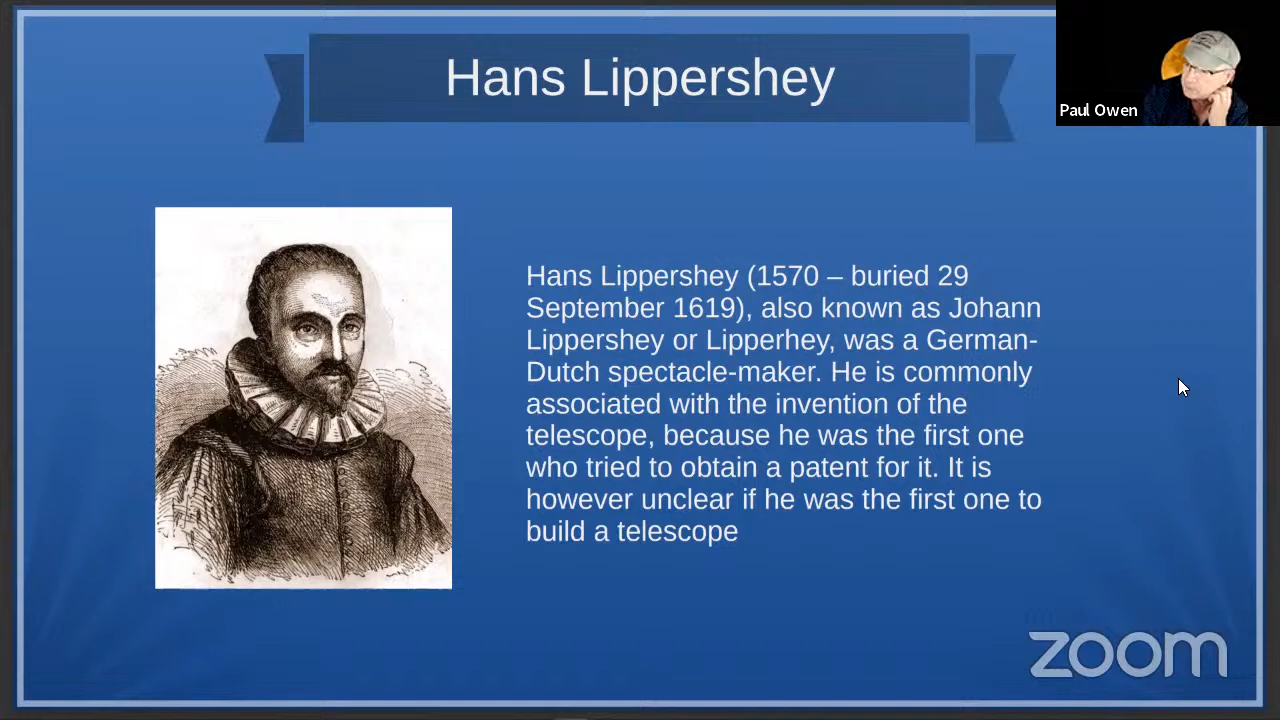 Hans Lippershey
Paul Owen
Hans Lippershey (1570 – buried 29
September 1619), also known as Johann
Lippershey or Lipperhey, was a German-
Dutch spectacle-maker. He is commonly
associated with the invention of the
telescope, because he was the first one
who tried to obtain a patent for it. It is
however unclear if he was the first one to
build a telescope
zoom